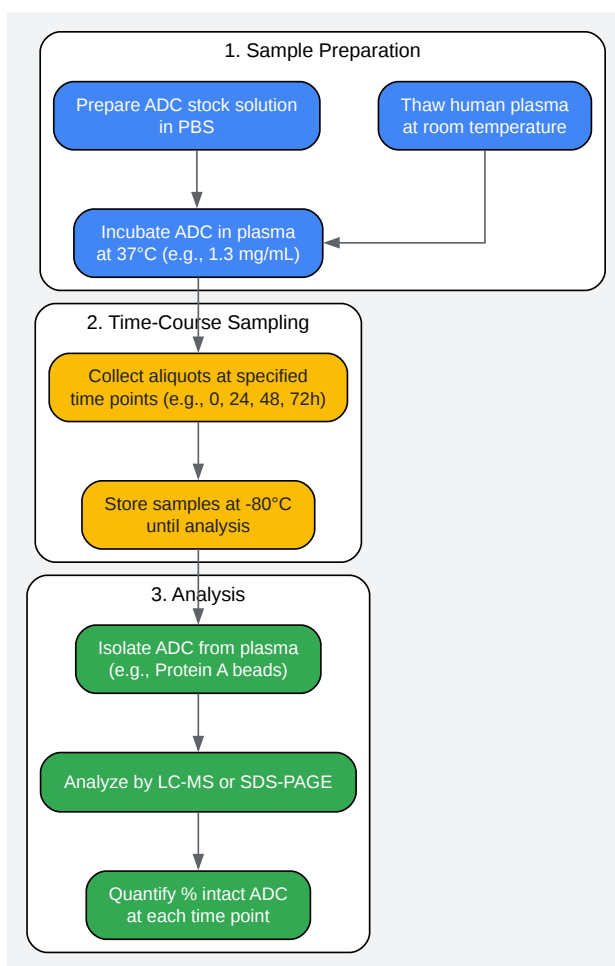 1. Sample Preparation
Prepare ADC stock solution
in PBS
Thaw human plasma
at room temperature
Incubate ADC in plasma
at 37°C (e.g., 1.3 mg/mL)
2. Time-Course Sampling
Collect aliquots at specified
time points (e.g., 0, 24, 48, 72h)
Store samples at -80°C
until analysis
3. Analysis
Isolate ADC from plasma
(e.g., Protein A beads)
Analyze by LC-MS or SDS-PAGE
Quantify % intact ADC
at each time point